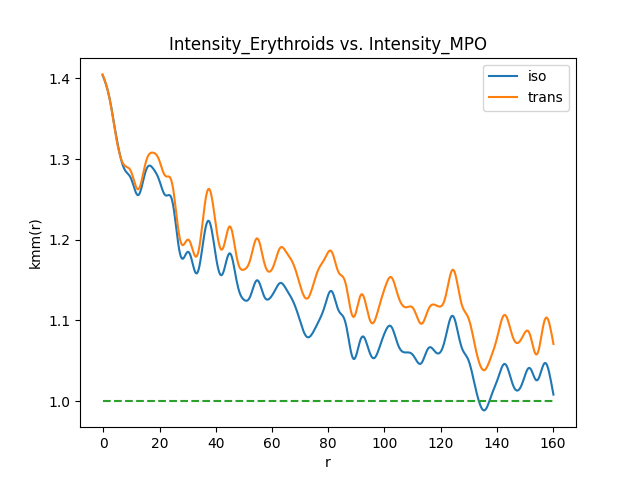 Intensity_Erythroids vs. Intensity_MPO
iso
trans
kmm(r)
1.4
1.3
1.2
1.1
1.0
0 20 40 60 80 100 120 140 160
r